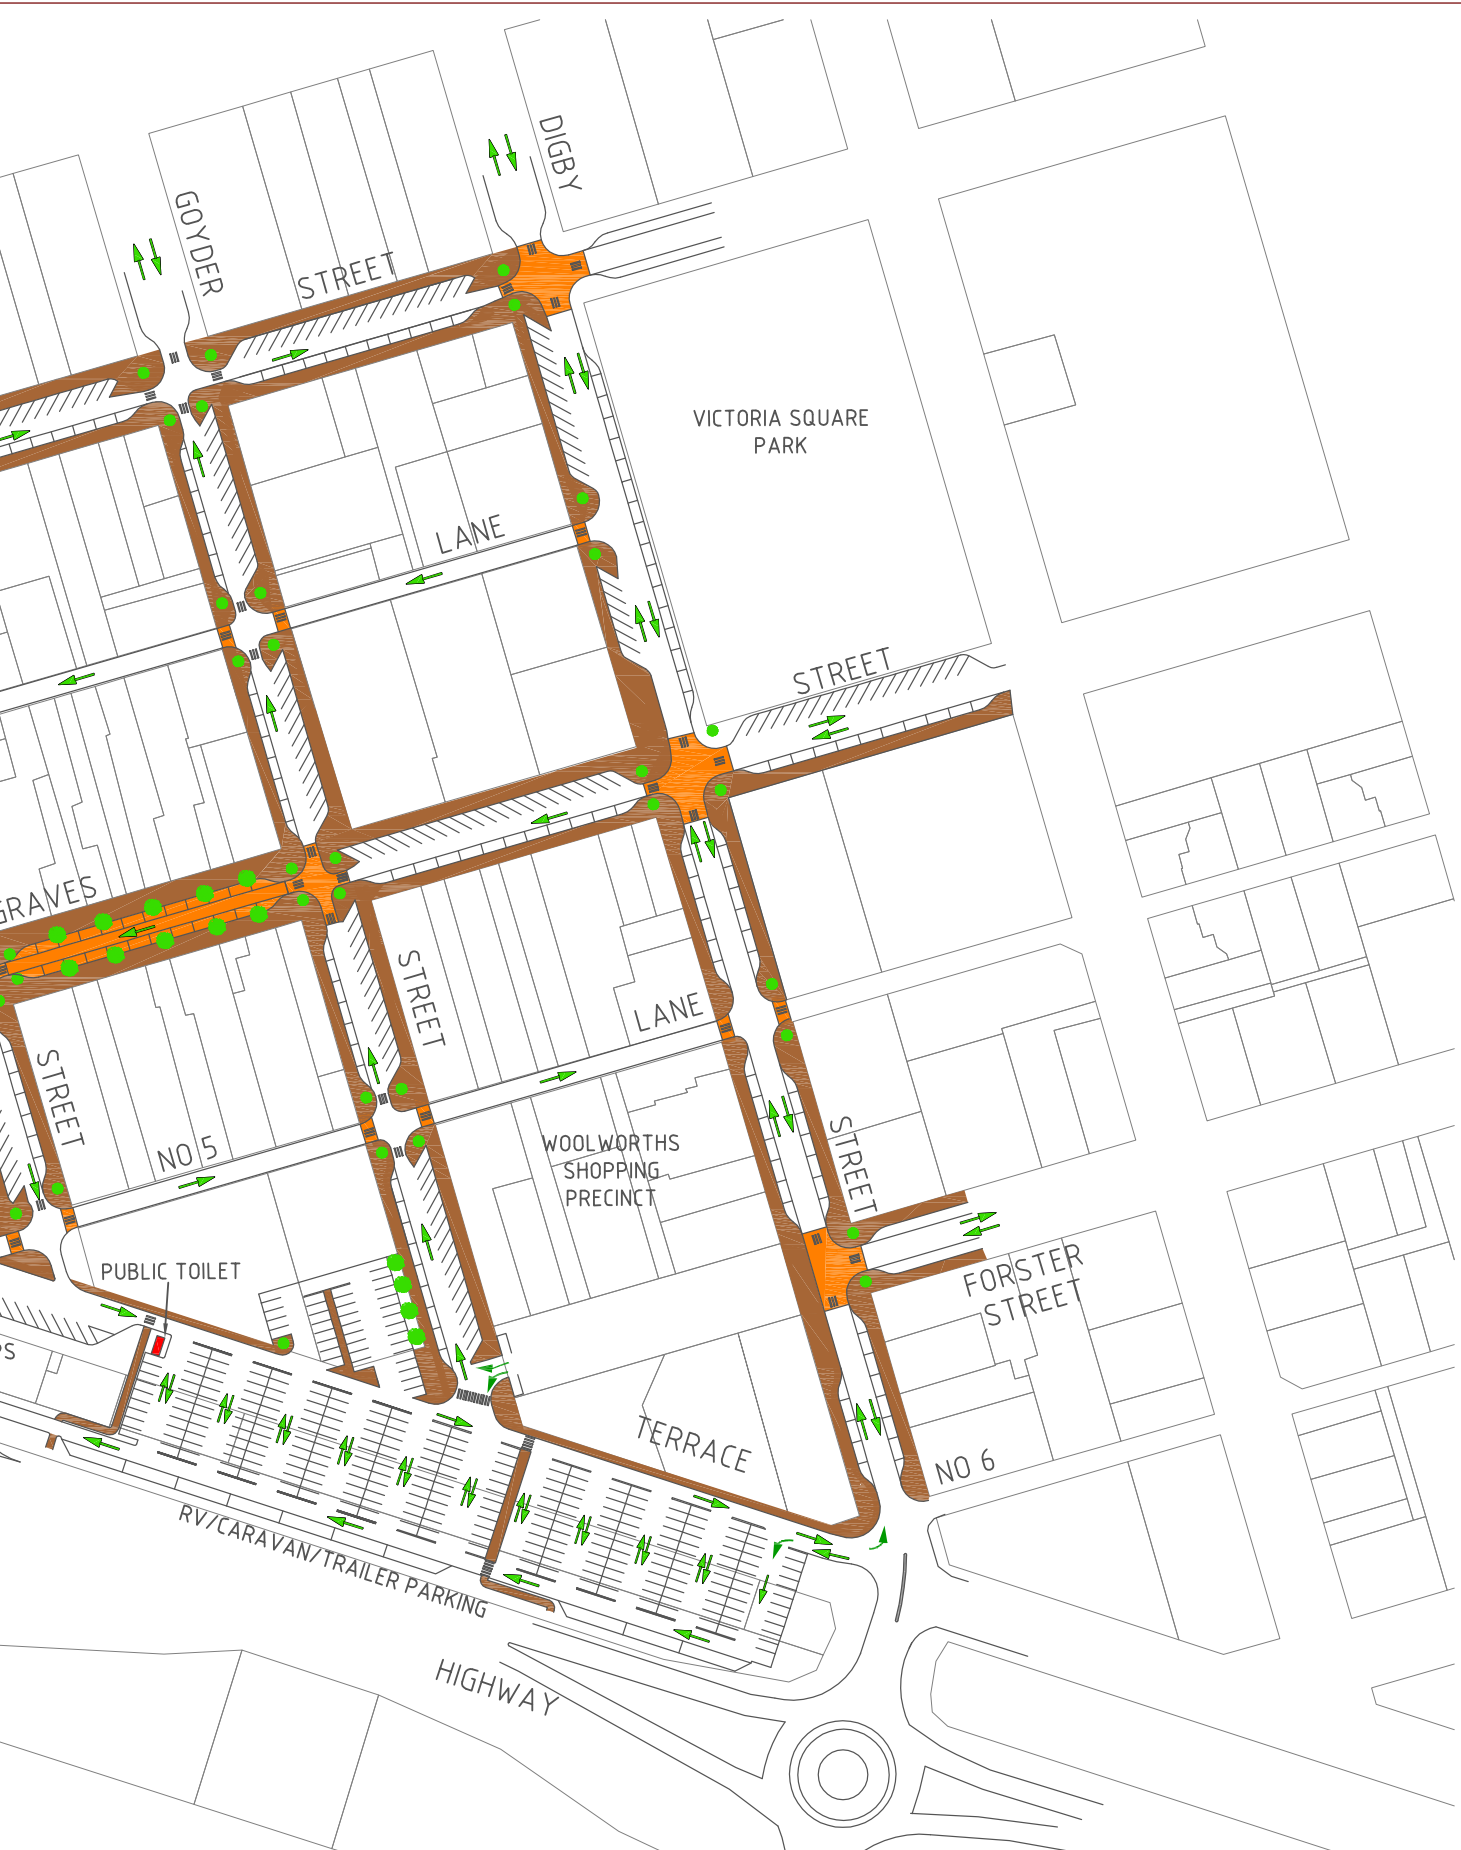 DIGBY
GOYDER
STREET
VICTORIA SQUARE
PARK
LANE
STREET
GRAVES
STREET
LANE
STREET
NO 5
WOOLWORTHS
SHOPPING
PRECINCT
STREET
PUBLIC TOILET
FORSTER
STREET
PS
TERRACE
NO 6
RV/CARAVAN/TRAILER PARKING
HIGHWAY